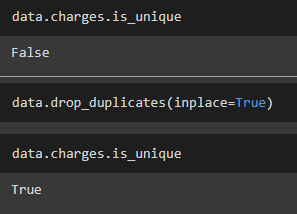 data.charges.is_unique
False
data.drop_duplicates(inplace=True)
data.charges.is_unique
True